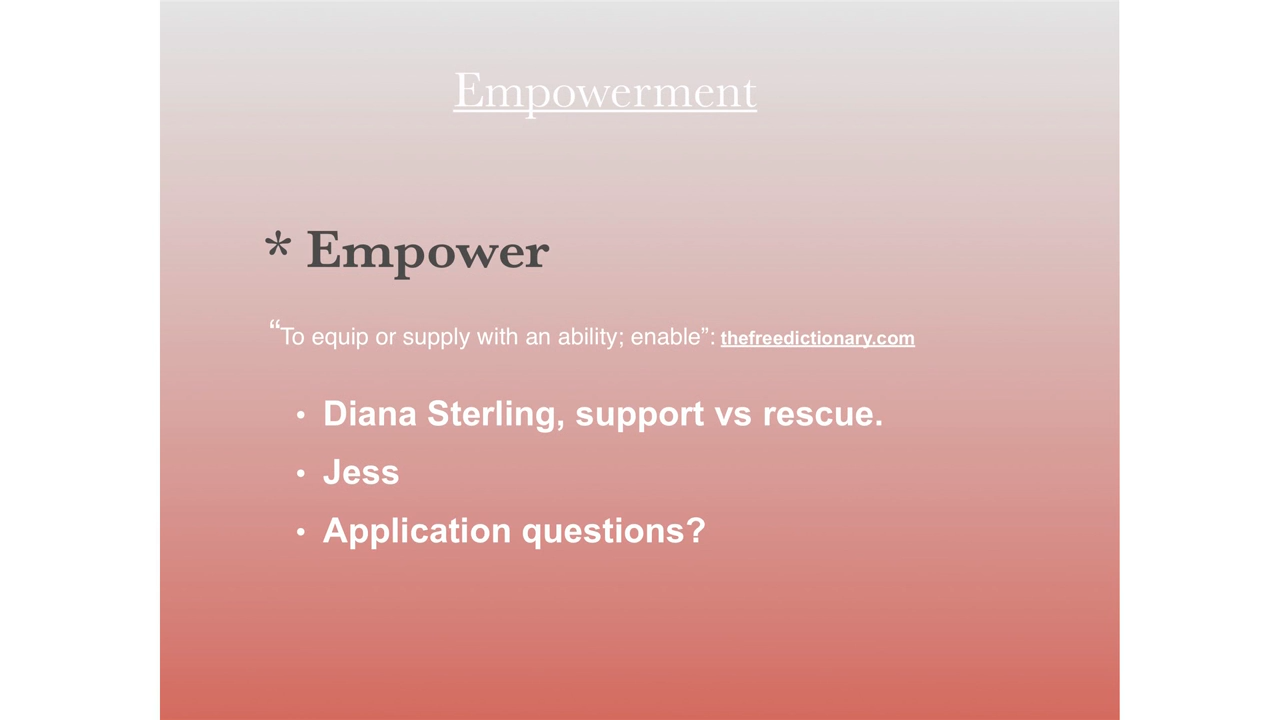 Empowerment
* Empower
“To equip or supply with an ability; enable”: thefreedictionary.com
• Diana Sterling, support vs rescue.
• Jess
• Application questions?